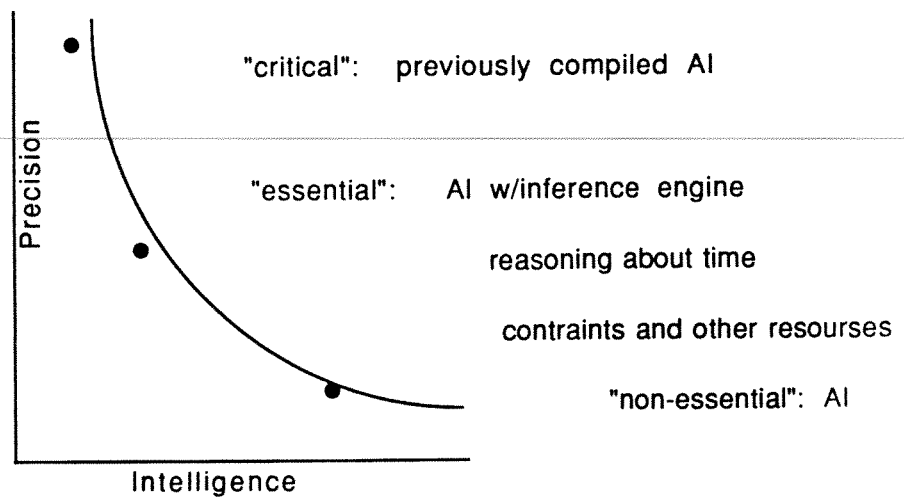 "critical": previously compiled AI
Precision
"essential": AI w/inference engine
reasoning about time
contraints and other resourses
"non-essential": AI
Intelligence